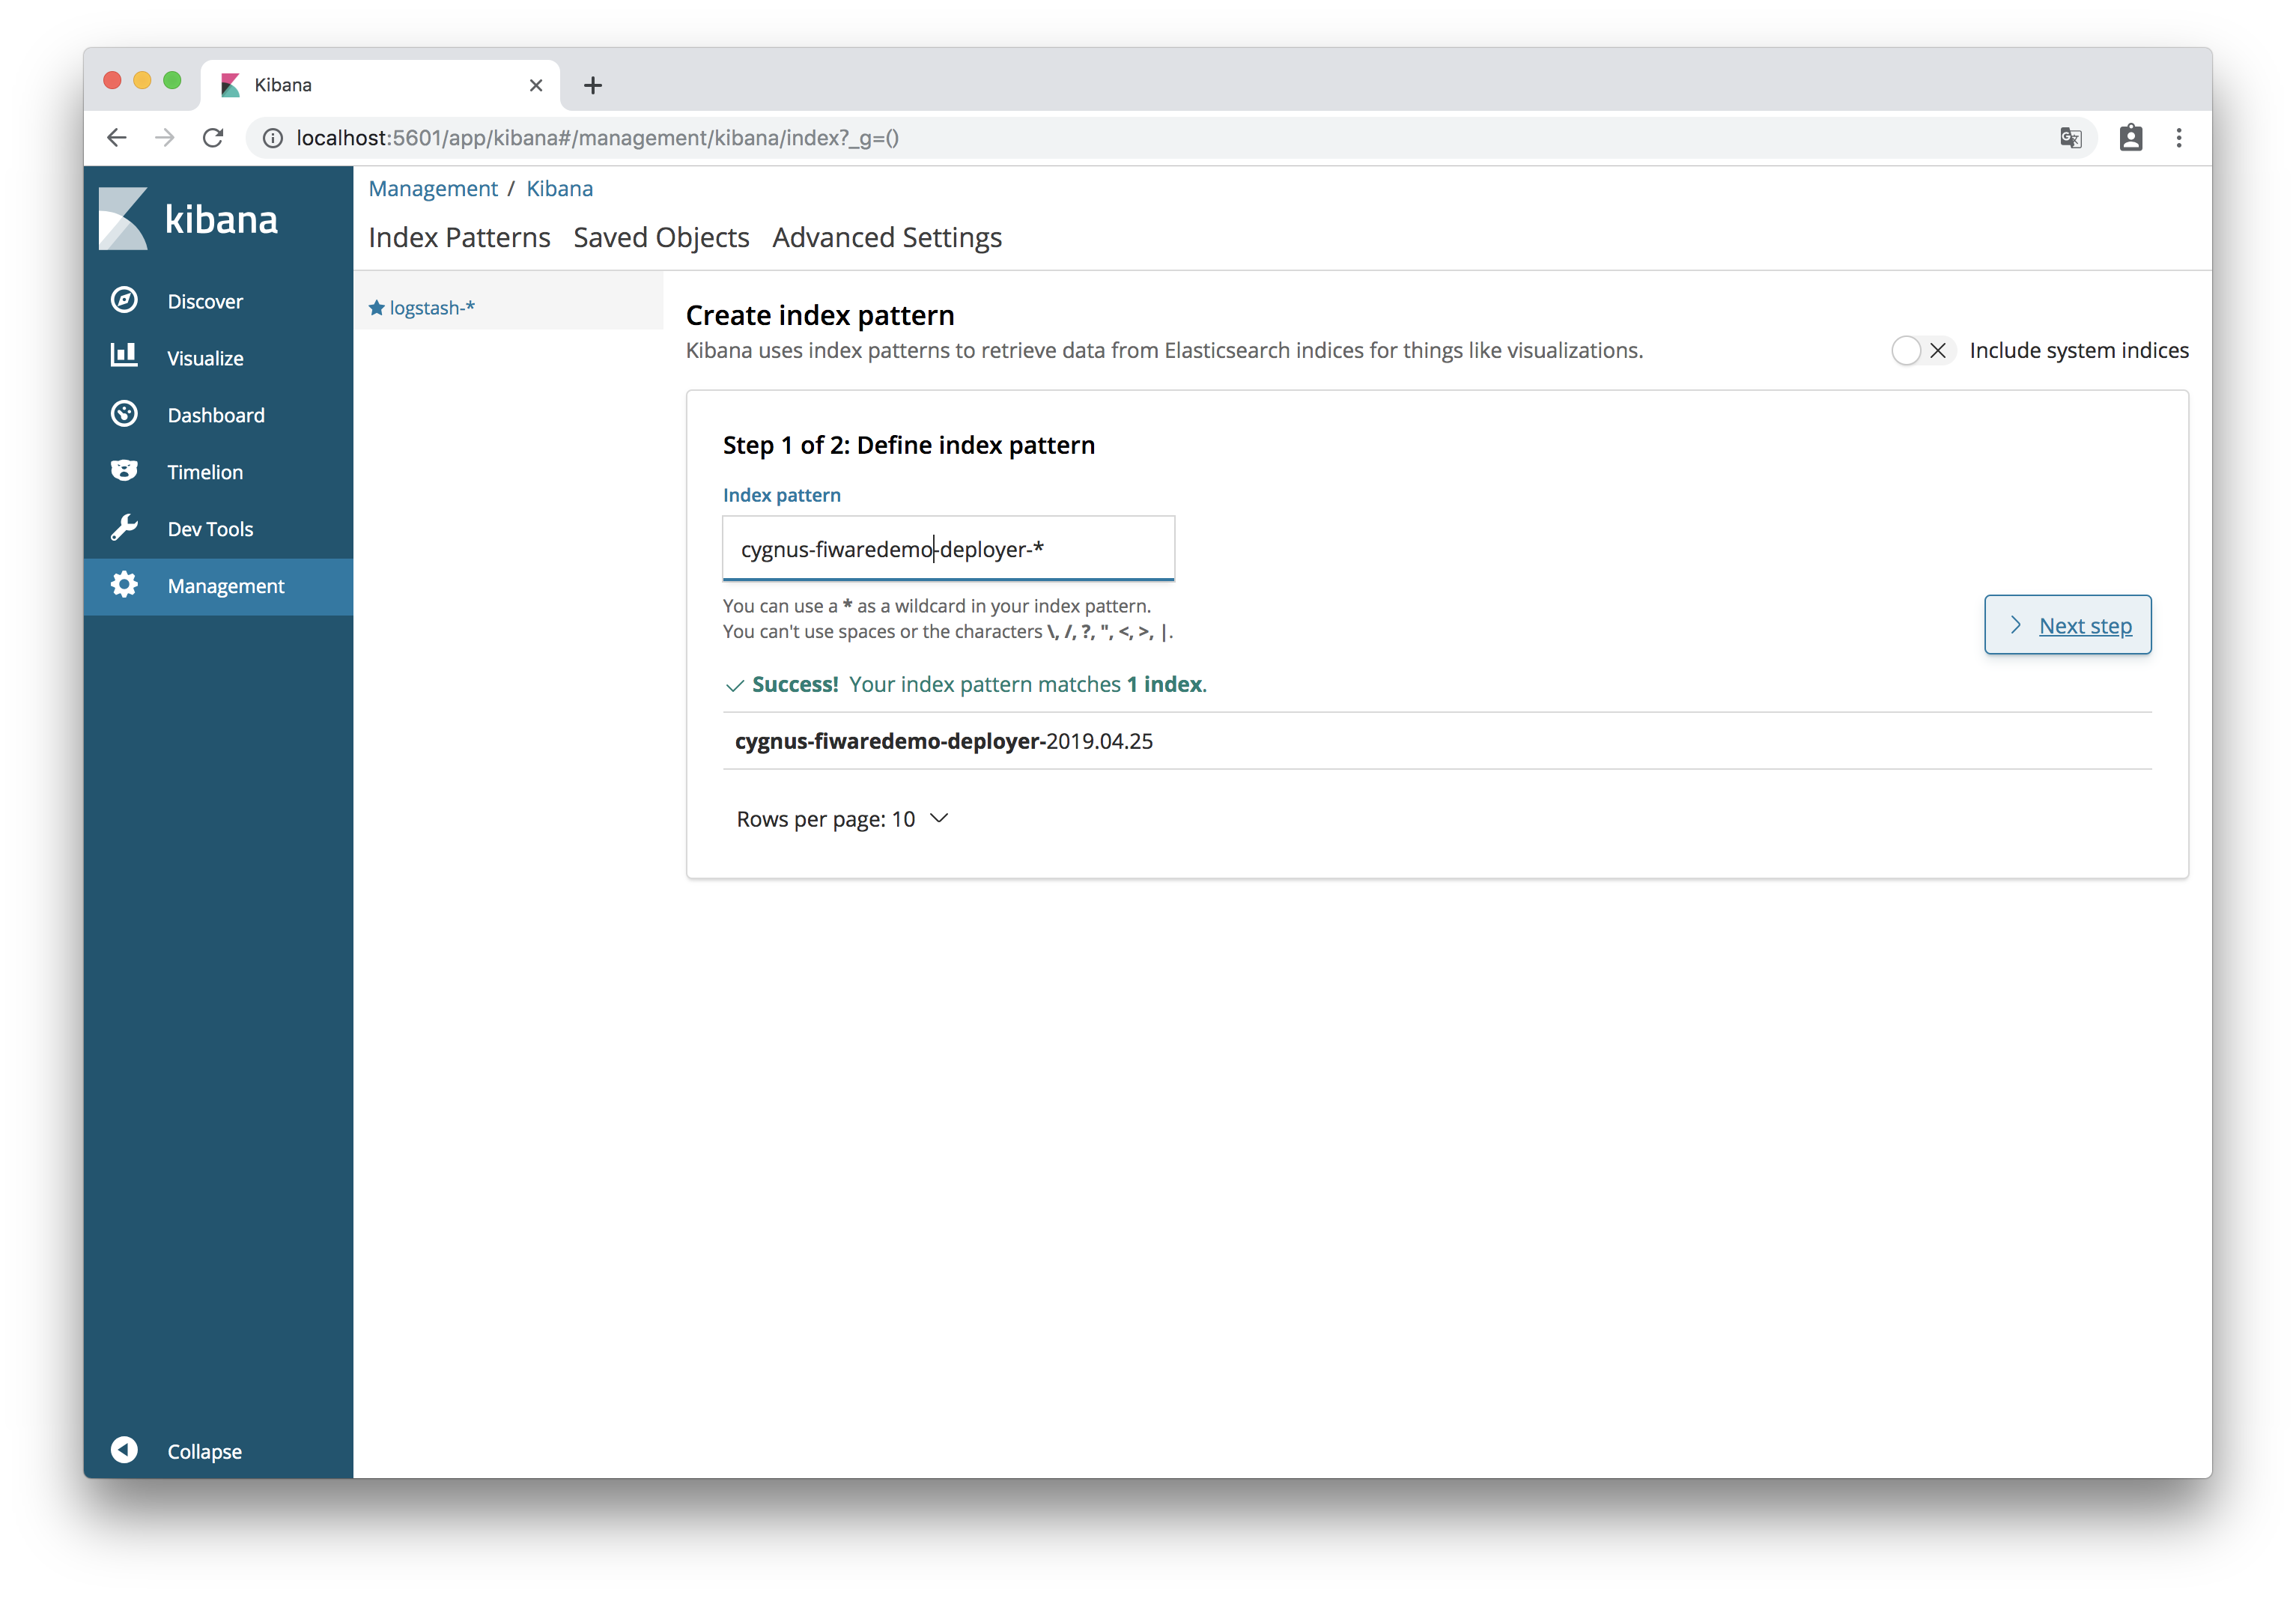 Kibana
localhost:5601/app/kibana#/management/kibana/index?_g=()
kibana
Discover
Visualize
Dashboard
Timelion
Dev Tools
Management
Collapse
Management / Kibana
Index Patterns Saved Objects Advanced Settings
logstash-*
Create index pattern
Kibana uses index patterns to retrieve data from Elasticsearch indices for things like visualizations.
Include system indices
Step 1 of 2: Define index pattern
Index pattern
cygnus-fiwaredemo-deployer-*
You can use a * as a wildcard in your index pattern.
You can't use spaces or the characters \, /, ?, ", <, >, |.
Next step
Success! Your index pattern matches 1 index.
cygnus-fiwaredemo-deployer-2019.04.25
Rows per page: 10